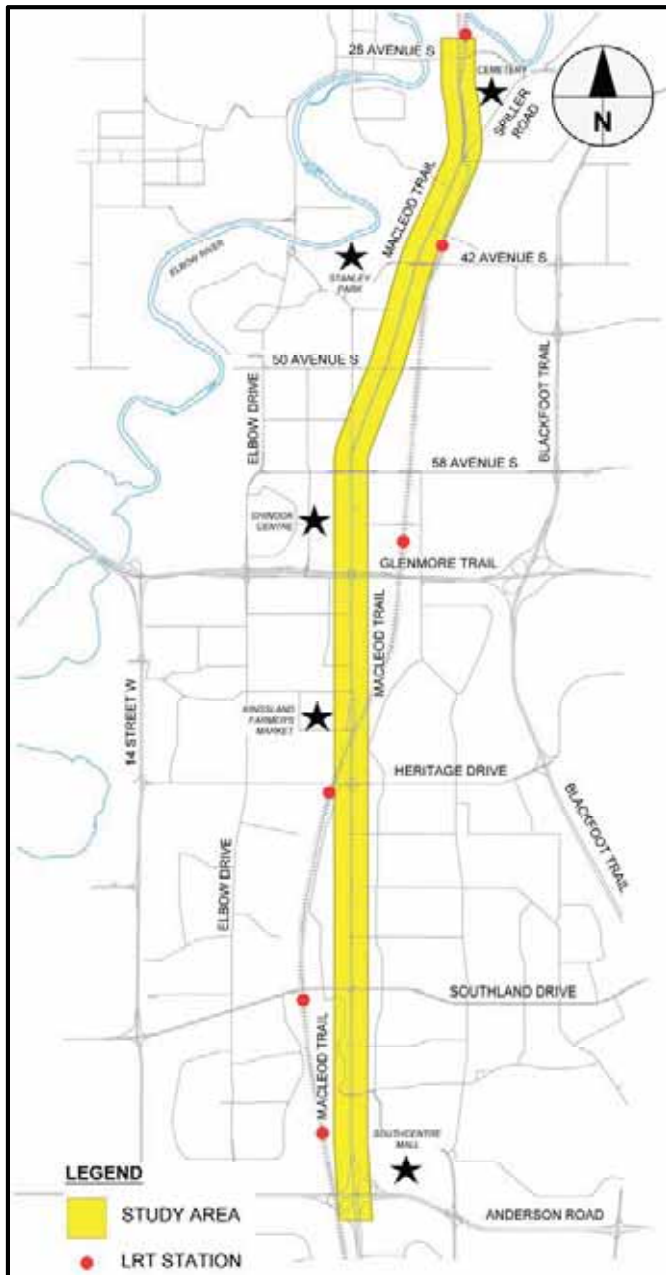 25 AVENUE S
CEMETERY
SPILLER
ROAD
N
MACLEOD TRAIL
ELBOW RIVER
STANLEY
PARK
42 AVENUE S
50 AVENUE S
BLACKFOOT TRAIL
ELBOW DRIVE
58 AVENUE S
CHINOOK
CENTRE
GLENMORE TRAIL
MACLEOD TRAIL
14 STREET W
KINGSLAND
FARMERS
MARKET
HERITAGE DRIVE
BLACKFOOT TRAIL
ELBOW DRIVE
SOUTHLAND DRIVE
MACLEOD TRAIL
SOUTHCENTRE
MALL
LEGEND
STUDY AREA
ANDERSON ROAD
LRT STATION